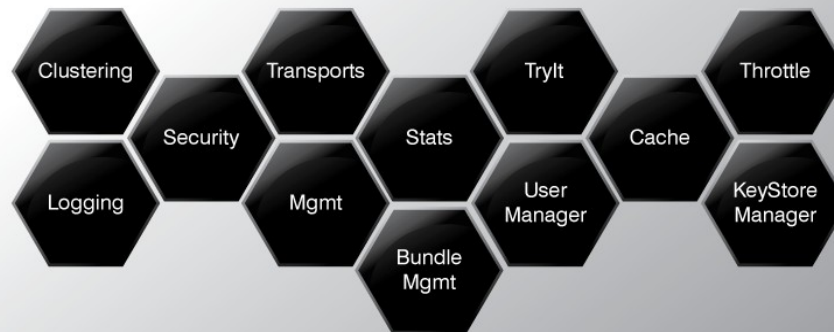 Clustering
Transports
TryIt
Throttle
Security
Stats
Cache
Logging
Mgmt
User
Manager
KeyStore
Manager
Bundle
Mgmt